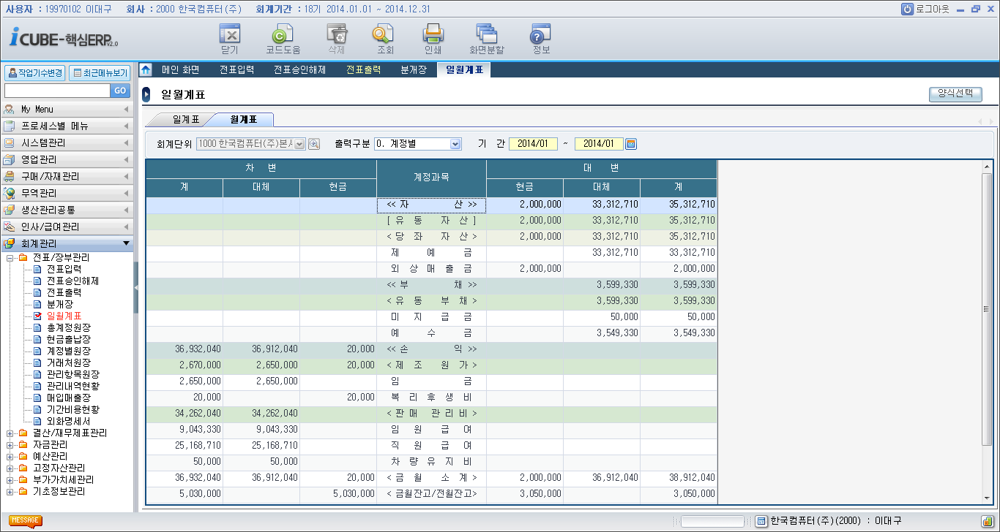 사용자 : 19970102 이대구 회사 : 2000 한국컴퓨터(주) 회계기간 : 18기 2014.01.01 ~ 2014.12.31 로그아웃
iCUBE-핵심ERP v2.0 닫기 코드도움 삭제 조회 인쇄 화면분할 정보
작업기수변경 최근메뉴보기 메인 화면 전표입력 전표승인해제 전표출력 분개장 일월계표
GO
일월계표 양식선택
My Menu
프로세스별 메뉴
시스템관리
영업관리
구매/자재관리
무역관리
생산관리공통
인사/급여관리
회계관리
전표/장부관리
전표입력
전표승인해제
전표출력
분개장
일월계표
총계정원장
현금출납장
계정별원장
거래처원장
관리항목원장
관리내역현황
매입매출장
기간비용현황
외화명세서
결산/재무제표관리
자금관리
예산관리
고정자산관리
부가가치세관리
기초정보관리
일계표 월계표
회계단위 1000 한국컴퓨터(주)본사 출력구분 0. 계정별 기 간 2014/01 ~ 2014/01
차 변 계정과목 대 변
계 대체 현금 현금 대체 계
<< 자 산 >> 2,000,000 33,312,710 35,312,710
[ 유 동 자 산 ] 2,000,000 33,312,710 35,312,710
< 당 좌 자 산 > 2,000,000 33,312,710 35,312,710
제 예 금 33,312,710 33,312,710
외 상 매 출 금 2,000,000 2,000,000
<< 부 채 >> 3,599,330 3,599,330
< 유 동 부 채 > 3,599,330 3,599,330
미 지 급 금 50,000 50,000
예 수 금 3,549,330 3,549,330
36,932,040 36,912,040 20,000 << 손 익 >>
2,670,000 2,650,000 20,000 < 제 조 원 가 >
2,650,000 2,650,000 임 금
20,000 20,000 복 리 후 생 비
34,262,040 34,262,040 < 판 매 관 리 비 >
9,043,330 9,043,330 임 원 급 여
25,168,710 25,168,710 직 원 급 여
50,000 50,000 차 량 유 지 비
36,932,040 36,912,040 20,000 < 금 월 소 계 > 2,000,000 36,912,040 38,912,040
5,030,000 5,030,000 < 금월잔고/전월잔고> 3,050,000 3,050,000
MESSAGE 한국컴퓨터(주)(2000) : 이대구